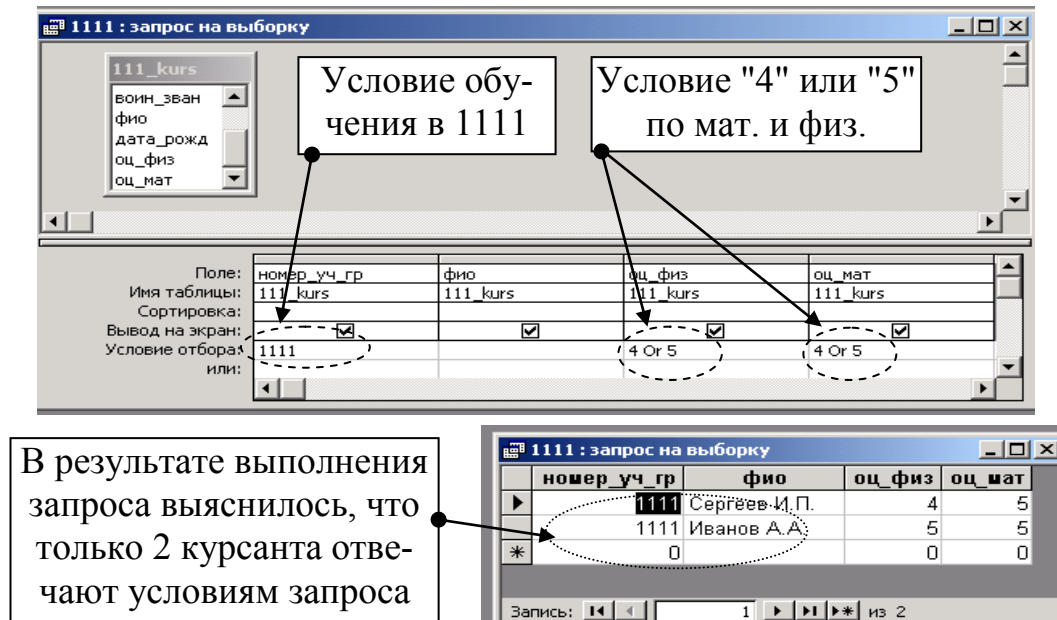 1111 : запрос на выборку
111_kurs
воин_зван
фио
дата_рожд
оц_физ
оц_мат
Условие обу-
чения в 1111
Условие "4" или "5"
по мат. и физ.
Поле: номер_уч_гр фио оц_физ оц_мат
Имя таблицы: 111_kurs 111_kurs 111_kurs 111_kurs
Сортировка:
Вывод на экран:
Условие отбора: 1111 4 Or 5 4 Or 5
или:
В результате выполнения
запроса выяснилось, что
только 2 курсанта отве-
чают условиям запроса
1111 : запрос на выборку
номер_уч_гр фио оц_физ оц_мат
1111 Сергеев И.П. 4 5
1111 Иванов А.А. 5 5
0 0 0
Запись: 1 из 2